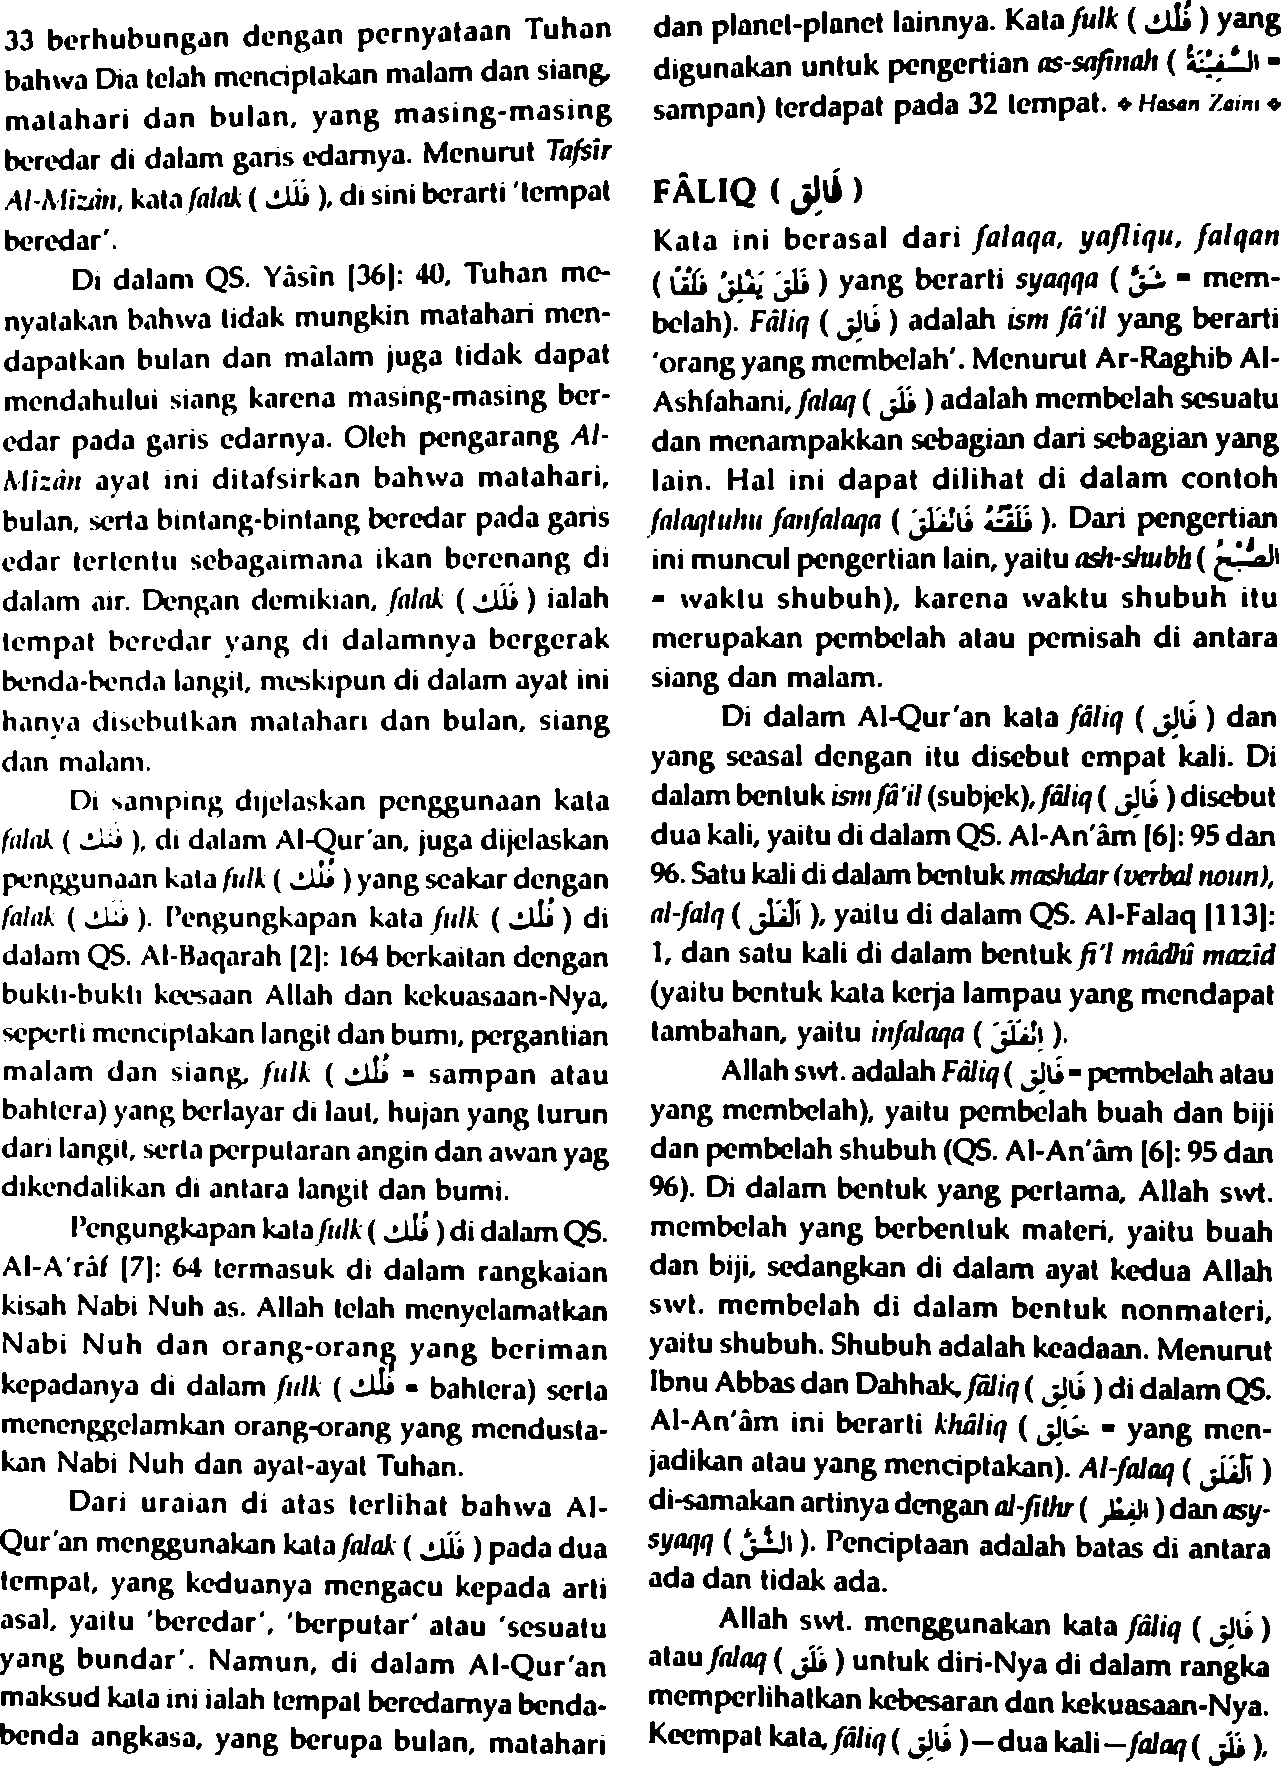 33 berhubungan dengan pernyataan Tuhan
bahwa Dia telah menciptakan malam dan siang,
matahari dan bulan, yang masing-masing
beredar di dalam garis edarnya. Menurut Tafsîr
Al-Mizân, kata falak ( فَلَك ), di sini berarti 'tempat
beredar'.
Di dalam QS. Yâsîn [36]: 40, Tuhan me-
nyatakan bahwa tidak mungkin matahari men-
dapatkan bulan dan malam juga tidak dapat
mendahului siang karena masing-masing ber-
edar pada garis edarnya. Oleh pengarang Al-
Mizân ayat ini ditafsirkan bahwa matahari,
bulan, serta bintang-bintang beredar pada garis
edar tertentu sebagaimana ikan berenang di
dalam air. Dengan demikian, falak ( فَلَك ) ialah
tempat beredar yang di dalamnya bergerak
benda-benda langit, meskipun di dalam ayat ini
hanya disebutkan matahari dan bulan, siang
dan malam.
Di samping dijelaskan penggunaan kata
falak ( فَلَك ), di dalam Al-Qur'an, juga dijelaskan
penggunaan kata fulk ( فُلْك ) yang seakar dengan
falak ( فَلَك ). Pengungkapan kata fulk ( فُلْك ) di
dalam QS. Al-Baqarah [2]: 164 berkaitan dengan
bukti-bukti keesaan Allah dan kekuasaan-Nya,
seperti menciptakan langit dan bumi, pergantian
malam dan siang, fulk ( فُلْك = sampan atau
bahtera) yang berlayar di laut, hujan yang turun
dari langit, serta perputaran angin dan awan yag
dikendalikan di antara langit dan bumi.
Pengungkapan kata fulk ( فُلْك ) di dalam QS.
Al-A'râf [7]: 64 termasuk di dalam rangkaian
kisah Nabi Nuh as. Allah telah menyelamatkan
Nabi Nuh dan orang-orang yang beriman
kepadanya di dalam fulk ( فُلْك = bahtera) serta
menenggelamkan orang-orang yang mendusta-
kan Nabi Nuh dan ayat-ayat Tuhan.
Dari uraian di atas terlihat bahwa Al-
Qur'an menggunakan kata falak ( فَلَك ) pada dua
tempat, yang keduanya mengacu kepada arti
asal, yaitu 'beredar', 'berputar' atau 'sesuatu
yang bundar'. Namun, di dalam Al-Qur'an
maksud kata ini ialah tempat beredarnya benda-
benda angkasa, yang berupa bulan, matahari
dan planet-planet lainnya. Kata fulk ( فُلْك ) yang
digunakan untuk pengertian as-safînah ( السَّفِيْنَةُ =
sampan) terdapat pada 32 tempat. ◆ Hasan Zaini ◆
FÂLIQ ( فَالِق )
Kata ini berasal dari falaqa, yafliqu, falqan
( فَلَقَ يَفْلِقُ فَلْقًا ) yang berarti syaqqa ( شَقَّ = mem-
belah). Fâliq ( فَالِق ) adalah ism fâ'il yang berarti
'orang yang membelah'. Menurut Ar-Raghib Al-
Ashfahani, falaq ( فَلَق ) adalah membelah sesuatu
dan menampakkan sebagian dari sebagian yang
lain. Hal ini dapat dilihat di dalam contoh
falaqtuhu fanfalaqa ( فَلَقْتُهُ فَانْفَلَقَ ). Dari pengertian
ini muncul pengertian lain, yaitu ash-shubh ( الصُّبْحُ
= waktu shubuh), karena waktu shubuh itu
merupakan pembelah atau pemisah di antara
siang dan malam.
Di dalam Al-Qur'an kata fâliq ( فَالِق ) dan
yang seasal dengan itu disebut empat kali. Di
dalam bentuk ism fâ'il (subjek), fâliq ( فَالِق ) disebut
dua kali, yaitu di dalam QS. Al-An'âm [6]: 95 dan
96. Satu kali di dalam bentuk mashdar (verbal noun),
al-falq ( اَلْفَلْق ), yaitu di dalam QS. Al-Falaq [113]:
1, dan satu kali di dalam bentuk fi'l mâdhî mazîd
(yaitu bentuk kata kerja lampau yang mendapat
tambahan, yaitu infalaqa ( اِنْفَلَقَ ).
Allah swt. adalah Fâliq ( فَالِق = pembelah atau
yang membelah), yaitu pembelah buah dan biji
dan pembelah shubuh (QS. Al-An'âm [6]: 95 dan
96). Di dalam bentuk yang pertama, Allah swt.
membelah yang berbentuk materi, yaitu buah
dan biji, sedangkan di dalam ayat kedua Allah
swt. membelah di dalam bentuk nonmateri,
yaitu shubuh. Shubuh adalah keadaan. Menurut
Ibnu Abbas dan Dahhak, fâliq ( فَالِق ) di dalam QS.
Al-An'âm ini berarti khâliq ( خَالِق = yang men-
jadikan atau yang menciptakan). Al-falaq ( اَلْفَلَق )
di-samakan artinya dengan al-fithr ( الفِطْر ) dan asy-
syaqq ( الشَّقّ ). Penciptaan adalah batas di antara
ada dan tidak ada.
Allah swt. menggunakan kata fâliq ( فَالِق )
atau falaq ( فَلَق ) untuk diri-Nya di dalam rangka
memperlihatkan kebesaran dan kekuasaan-Nya.
Keempat kata, fâliq ( فَالِق )—dua kali—falaq ( فَلَق ),